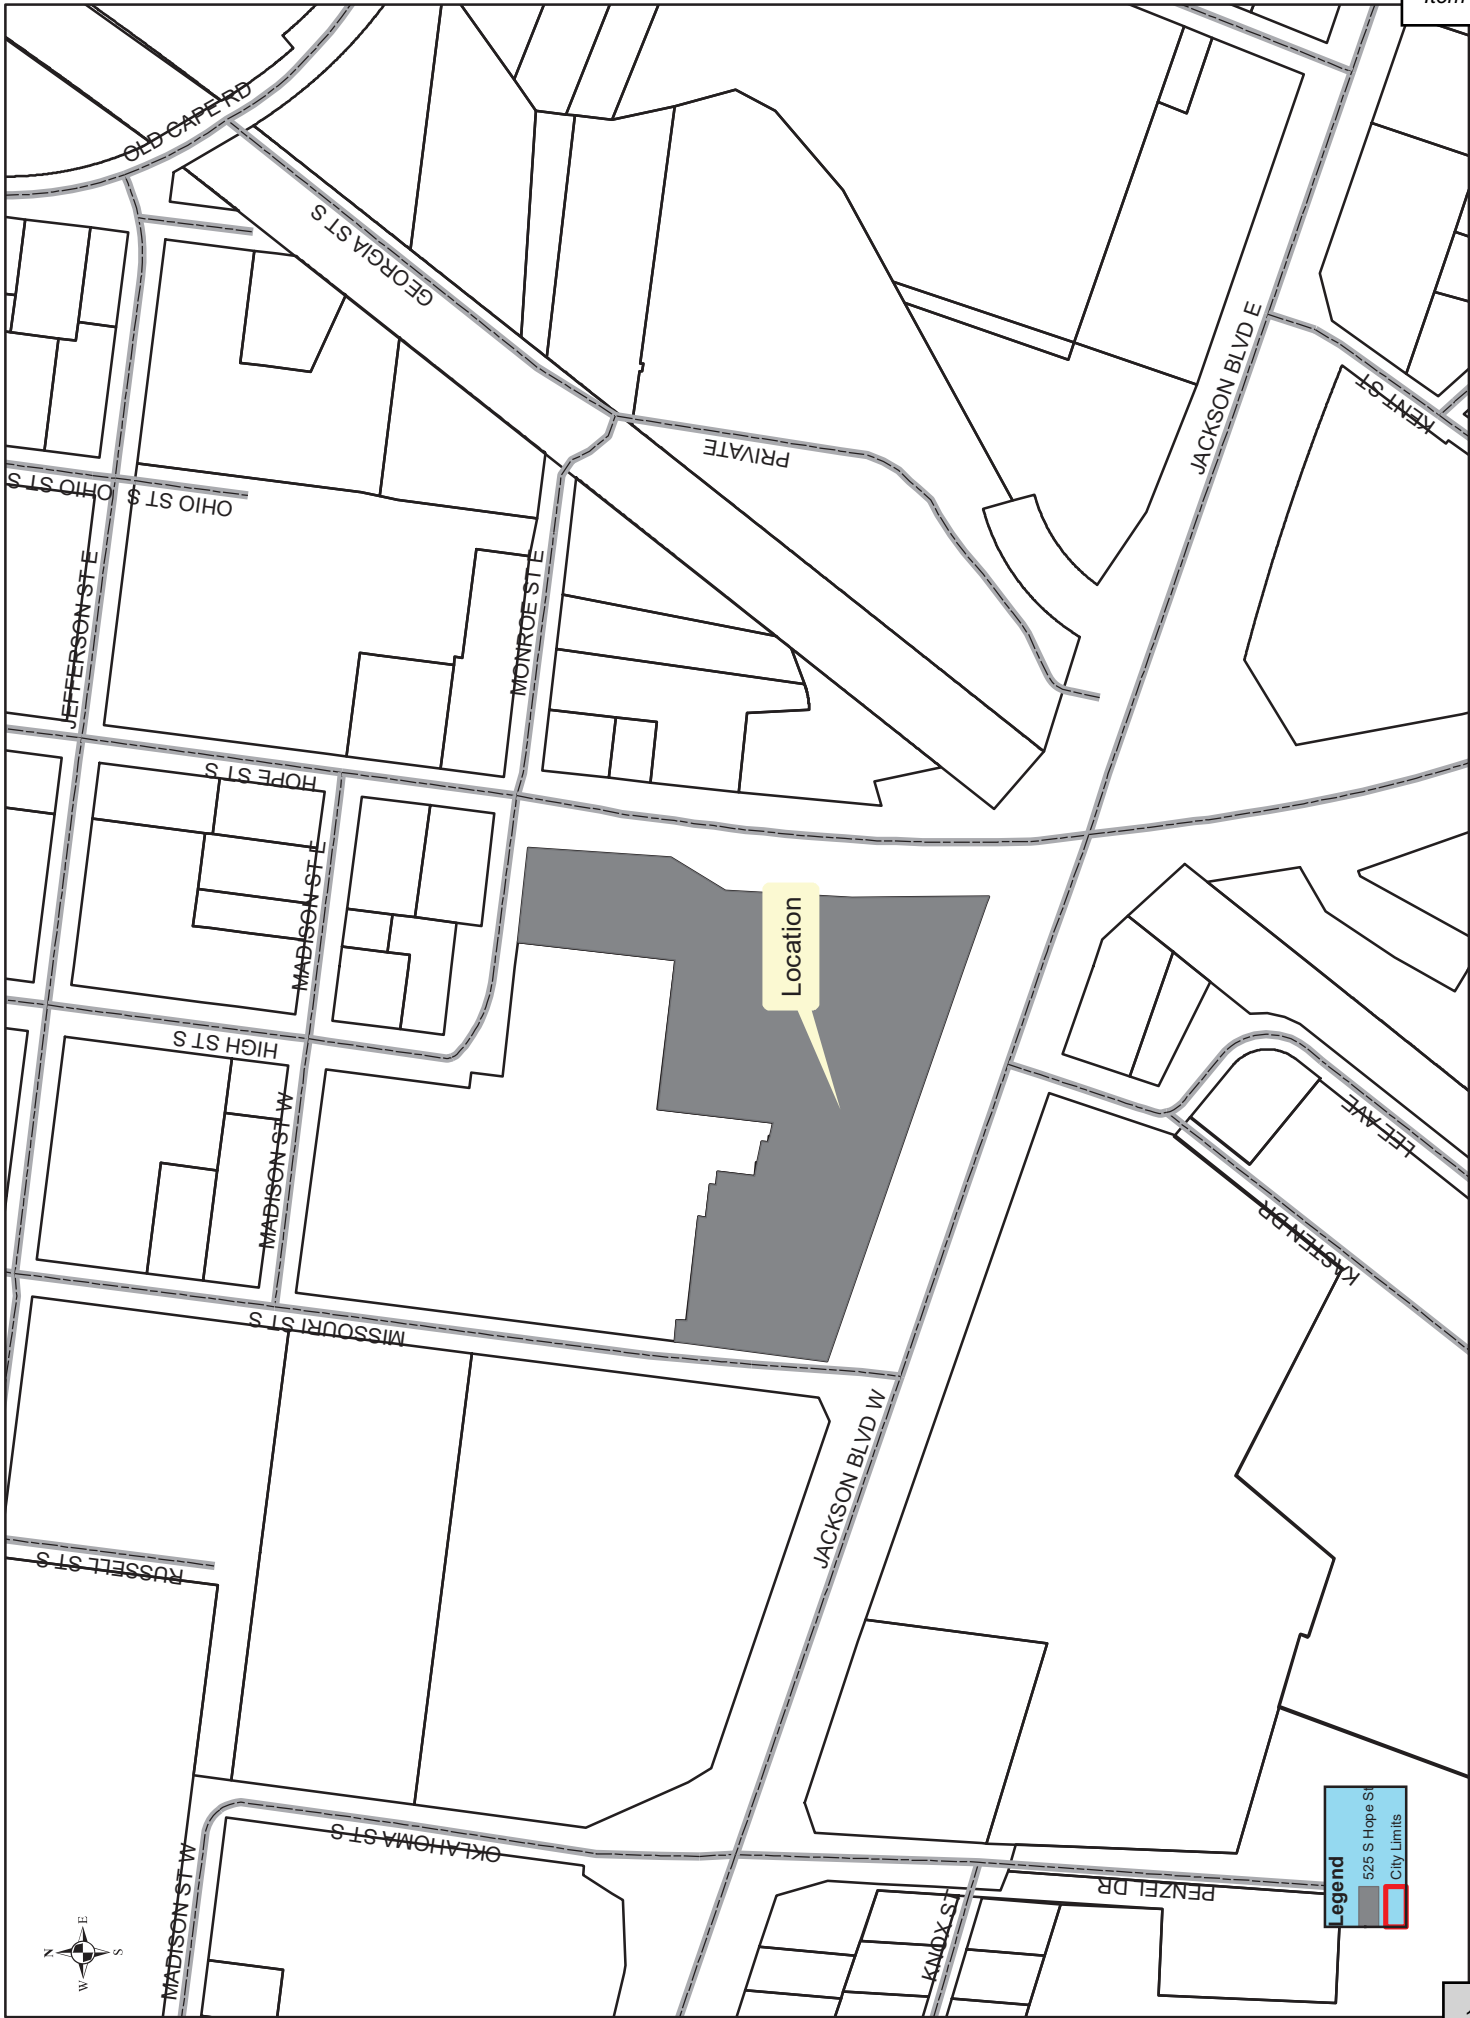 Item
OLD CAPE RD
GEORGIA ST S
OHIO ST S
OHIO ST S
JEFFERSON ST E
MONROE ST E
PRIVATE
JACKSON BLVD E
KENT ST
HOPE ST S
MADISON ST E
HIGH ST S
MADISON ST W
Location
LEE AVE
KASTEN DR
MISSOURI ST S
JACKSON BLVD W
RUSSELL ST S
OKLAHOMA ST S
MADISON ST W
KNOX ST
PENZEL DR
N
W
E
S
Legend
525 S Hope St
City Limits